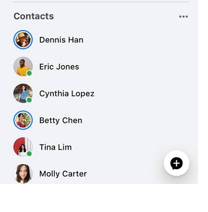 Contacts
Dennis Han
Eric Jones
Cynthia Lopez
Betty Chen
Tina Lim
Molly Carter